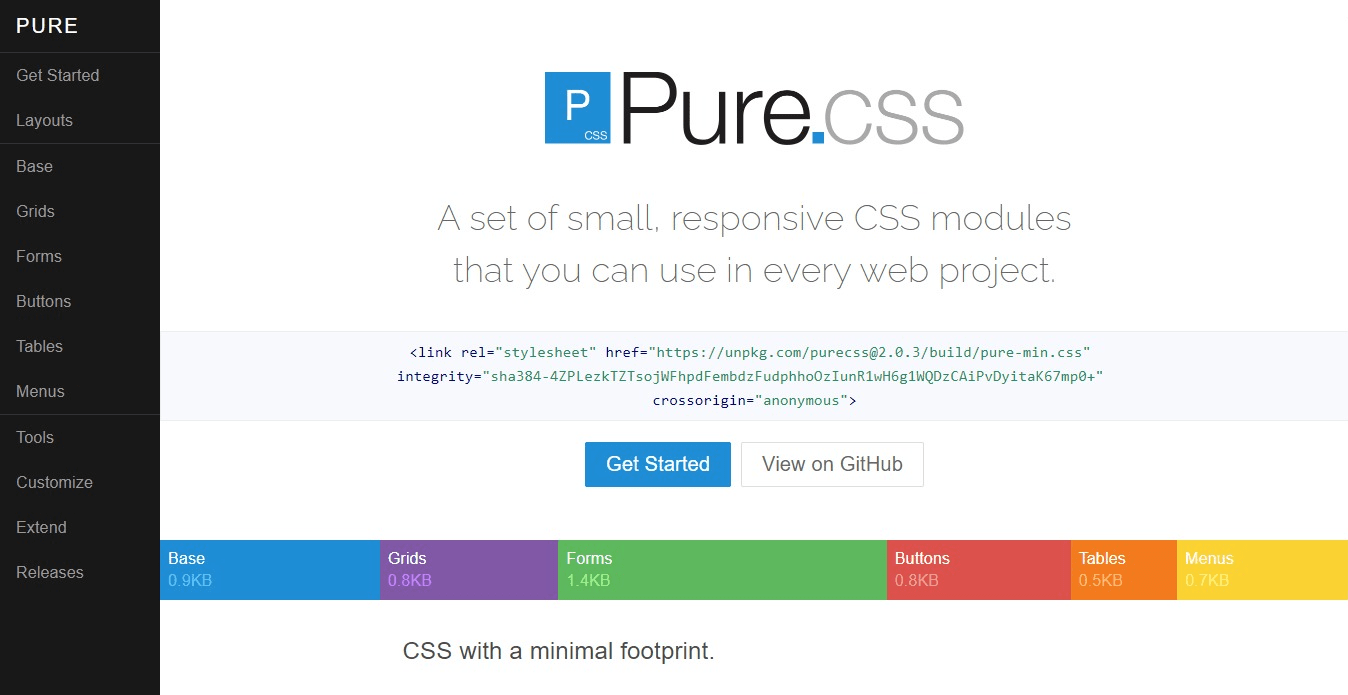 PURE
Get Started
Layouts
Base
Grids
Forms
Buttons
Tables
Menus
Tools
Customize
Extend
Releases
P
CSS
Pure.css
A set of small, responsive CSS modules
that you can use in every web project.
<link rel="stylesheet" href="https://unpkg.com/purecss@2.0.3/build/pure-min.css"
integrity="sha384-4ZPLezkTZTsojWFhpdFembdzFudphhoOzIunR1wH6g1WQDzCAiPvDyitaK67mp0+"
crossorigin="anonymous">
Get Started
View on GitHub
Base
0.9KB
Grids
0.8KB
Forms
1.4KB
Buttons
0.8KB
Tables
0.5KB
Menus
0.7KB
CSS with a minimal footprint.